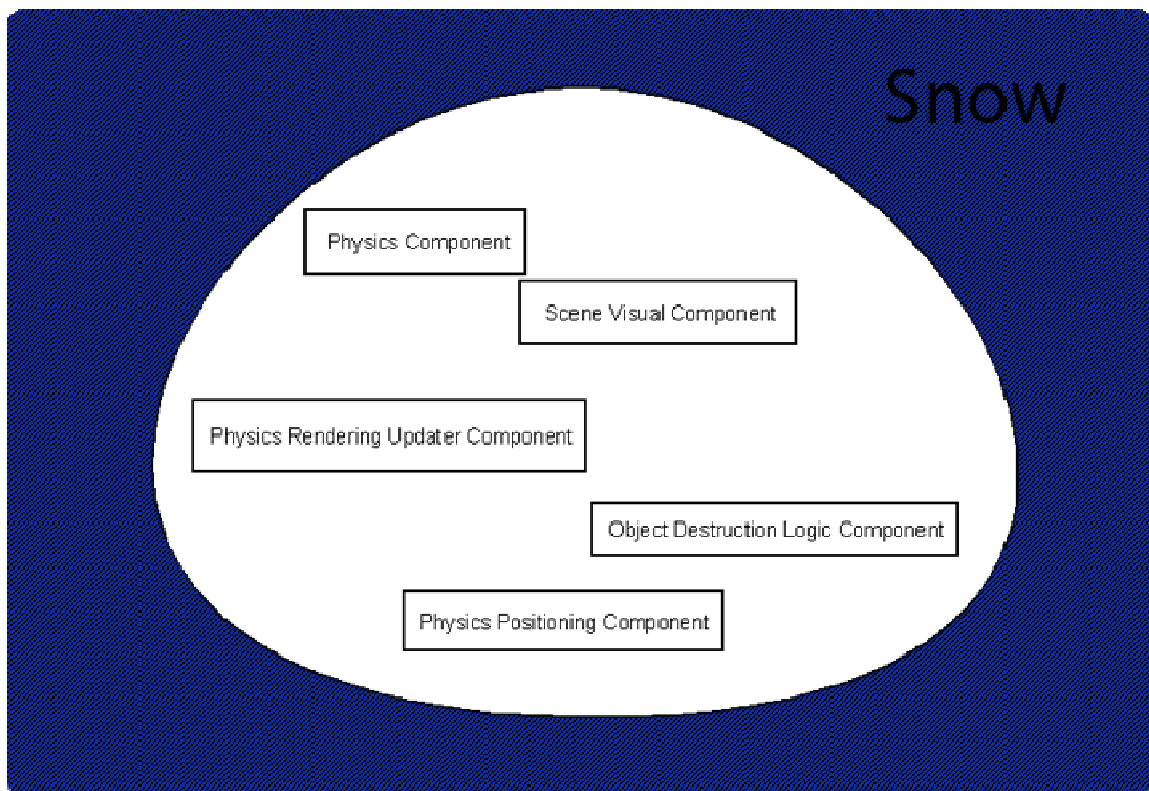 Snow
Physics Component
Scene Visual Component
Physics Rendering Updater Component
Object Destruction Logic Component
Physics Positioning Component